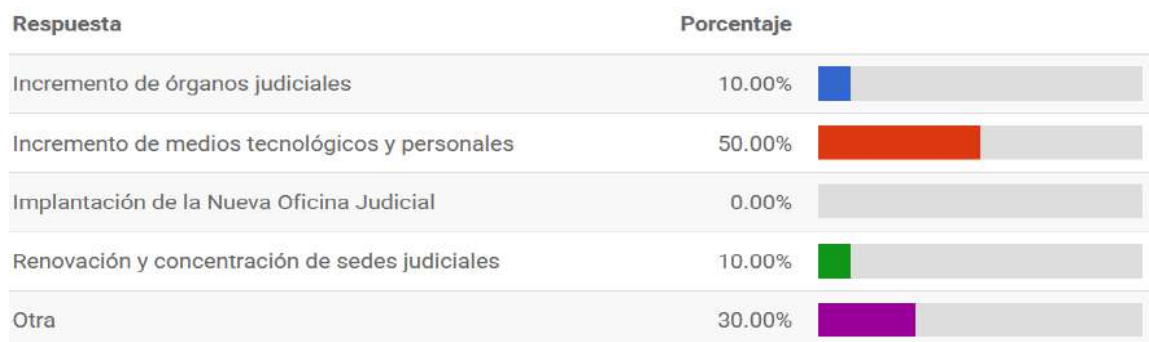 Respuesta Porcentaje
Incremento de órganos judiciales 10.00%
Incremento de medios tecnológicos y personales 50.00%
Implantación de la Nueva Oficina Judicial 0.00%
Renovación y concentración de sedes judiciales 10.00%
Otra 30.00%